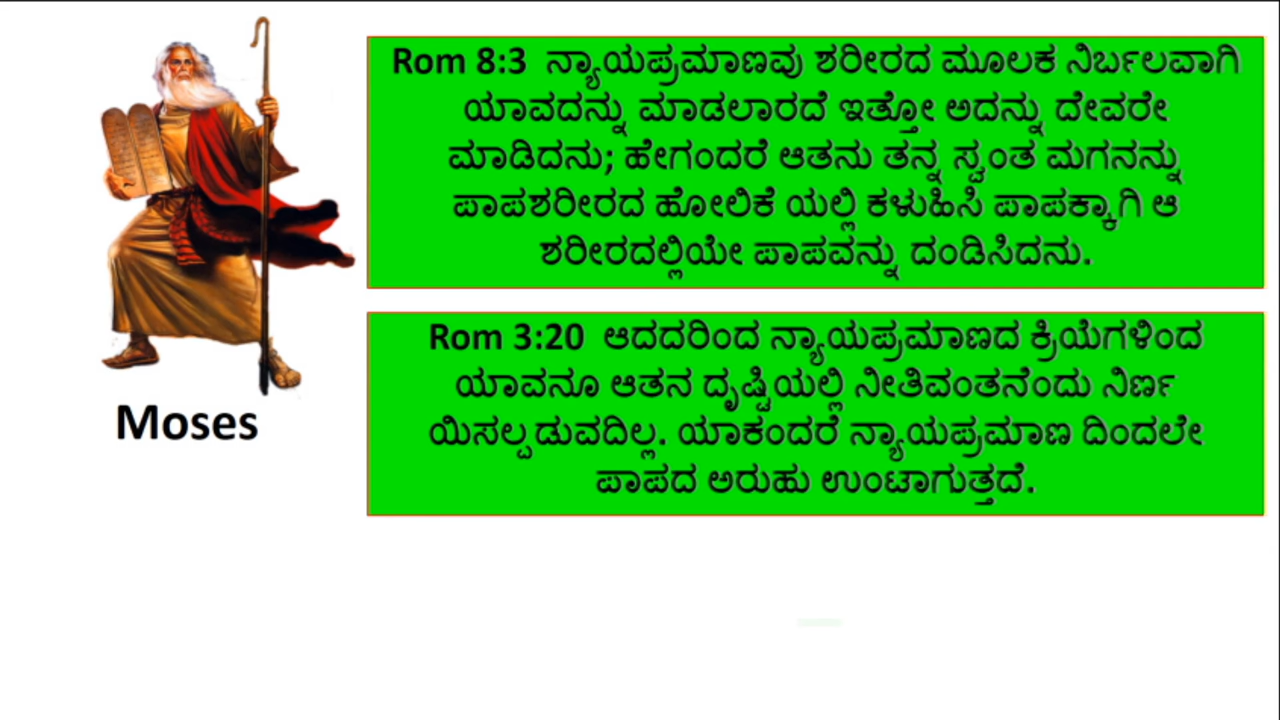 Rom 8:3 ನ್ಯಾಯಪ್ರಮಾಣವು ಶರೀರದ ಮೂಲಕ ನಿರ್ಬಲವಾಗಿ
ಯಾವದನ್ನು ಮಾಡಲಾರದೆ ಇತ್ತೋ ಅದನ್ನು ದೇವರೇ
ಮಾಡಿದನು; ಹೇಗಂದರೆ ಆತನು ತನ್ನ ಸ್ವಂತ ಮಗನನ್ನು
ಪಾಪಶರೀರದ ಹೋಲಿಕೆ ಯಲ್ಲಿ ಕಳುಹಿಸಿ ಪಾಪಕ್ಕಾಗಿ ಆ
ಶರೀರದಲ್ಲಿಯೇ ಪಾಪವನ್ನು ದಂಡಿಸಿದನು.
Rom 3:20 ಆದದರಿಂದ ನ್ಯಾಯಪ್ರಮಾಣದ ಕ್ರಿಯೆಗಳಿಂದ
ಯಾವನೂ ಆತನ ದೃಷ್ಟಿಯಲ್ಲಿ ನೀತಿವಂತನೆಂದು ನಿರ್ಣ
ಯಿಸಲ್ಪಡುವದಿಲ್ಲ. ಯಾಕಂದರೆ ನ್ಯಾಯಪ್ರಮಾಣ ದಿಂದಲೇ
ಪಾಪದ ಅರುಹು ಉಂಟಾಗುತ್ತದೆ.
Moses